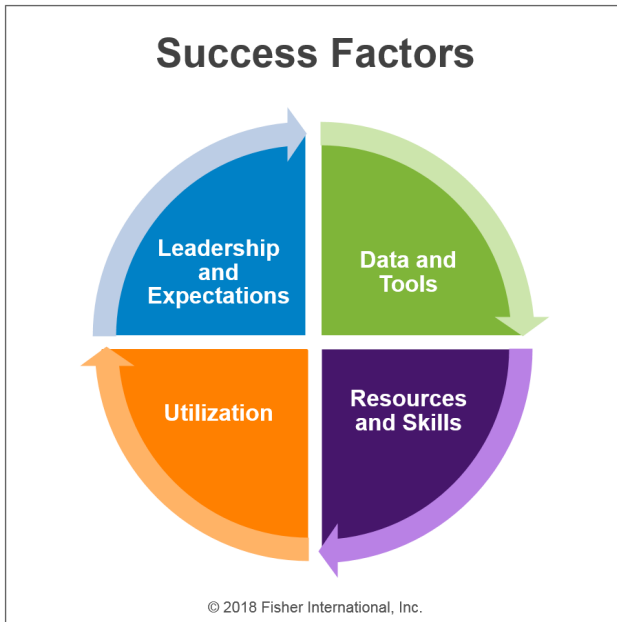 Success Factors
Leadership
and
Expectations
Data and
Tools
Utilization
Resources
and Skills
© 2018 Fisher International, Inc.